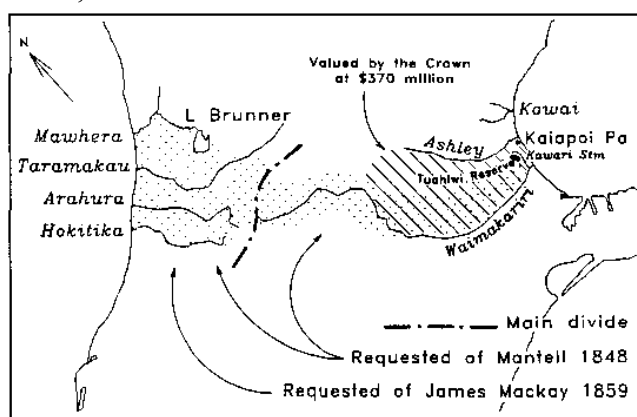 N
Valued by the Crown
at $370 million
L Brunner
Kowai
Mawhera
Ashley
Kaiapoi Pa
Taramakau
Kawari Stm
Tuahiwi Reserve
Arahura
Hokitika
Waimakariri
Main divide
Requested of Mantell 1848
Requested of James Mackay 1859